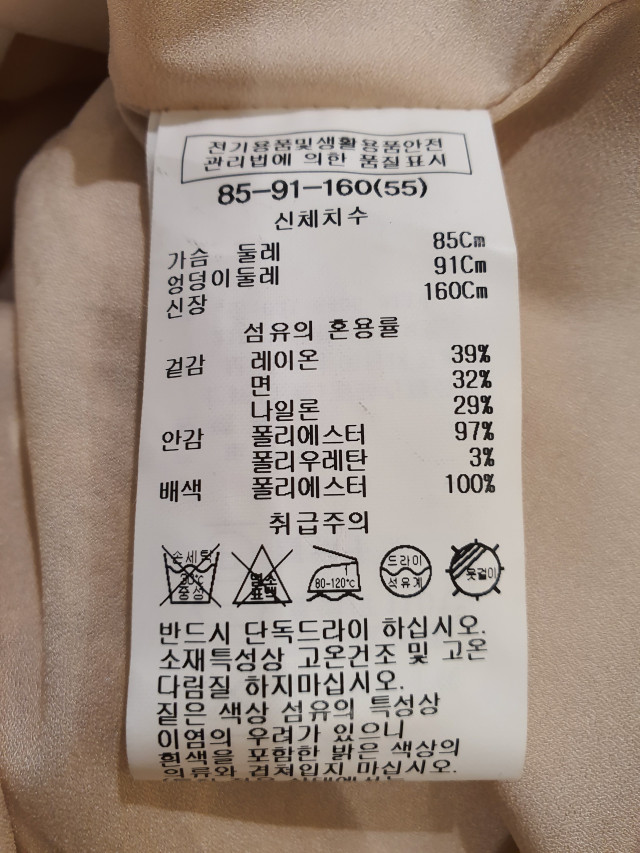 전기용품및생활용품안전
관리법에 의한 품질표시
85-91-160(55)
신체치수
가슴 둘레 85Cm
엉덩이둘레 91Cm
신장 160Cm
섬유의 혼용률
겉감 레이온 39%
면 32%
나일론 29%
안감 폴리에스터 97%
폴리우레탄 3%
배색 폴리에스터 100%
취급주의
손세탁 30℃ 중성
염소 표백
80-120℃
드라이 석유계
옷걸이
반드시 단독드라이 하십시오.
소재특성상 고온건조 및 고온
다림질 하지마십시오.
짙은 색상 섬유의 특성상
이염의 우려가 있으니
흰색을 포함한 밝은 색상의
의류와 겹쳐입지 마십시오.